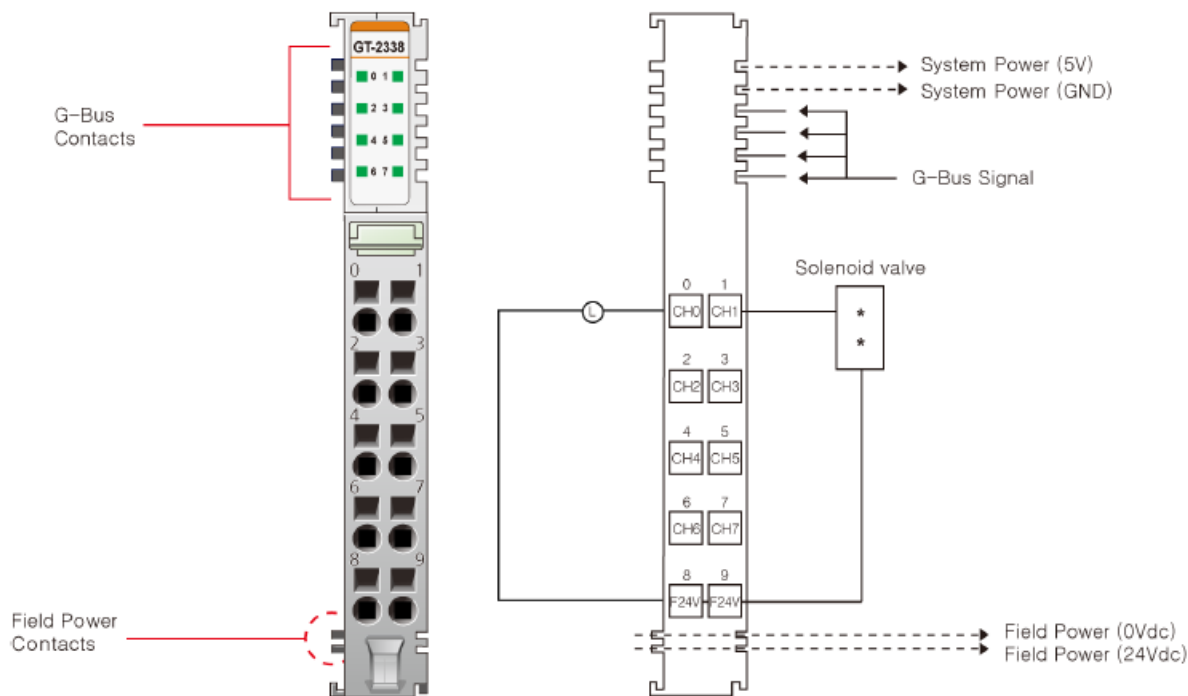 GT-2338
0 1
2 3
4 5
6 7
G-Bus
Contacts
0 1
2 3
4 5
6 7
8 9
Field Power
Contacts
System Power (5V)
System Power (GND)
G-Bus Signal
Solenoid valve
L
*
*
0 1
CH0 CH1
2 3
CH2 CH3
4 5
CH4 CH5
6 7
CH6 CH7
8 9
F24V F24V
Field Power (0Vdc)
Field Power (24Vdc)